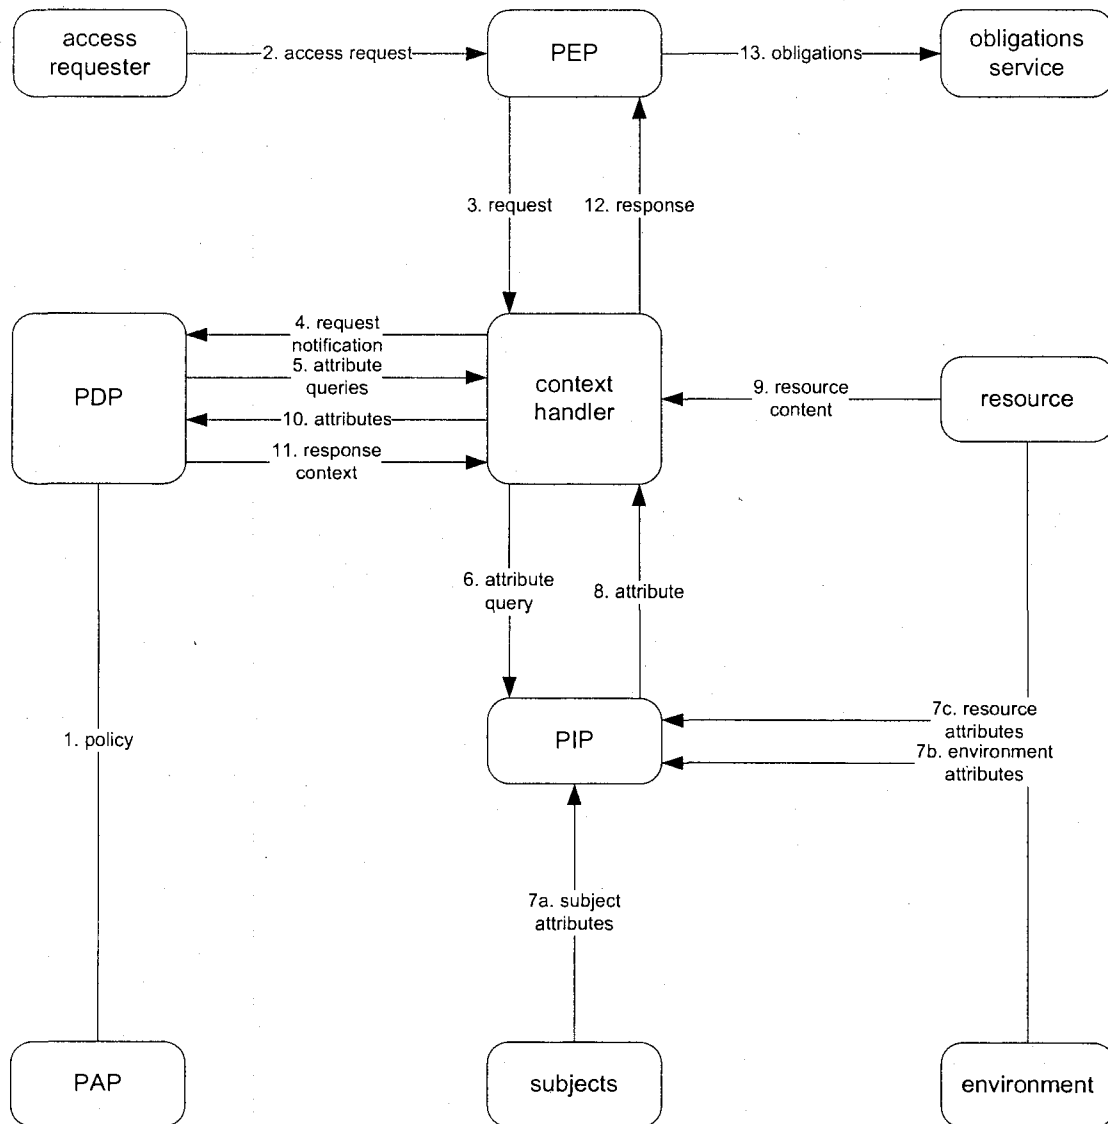 access
requester
2. access request
PEP
13. obligations
obligations
service
3. request
12. response
4. request
notification
5. attribute
queries
10. attributes
11. response
context
PDP
context
handler
9. resource
content
resource
6. attribute
query
8. attribute
1. policy
PIP
7c. resource
attributes
7b. environment
attributes
7a. subject
attributes
PAP
subjects
environment